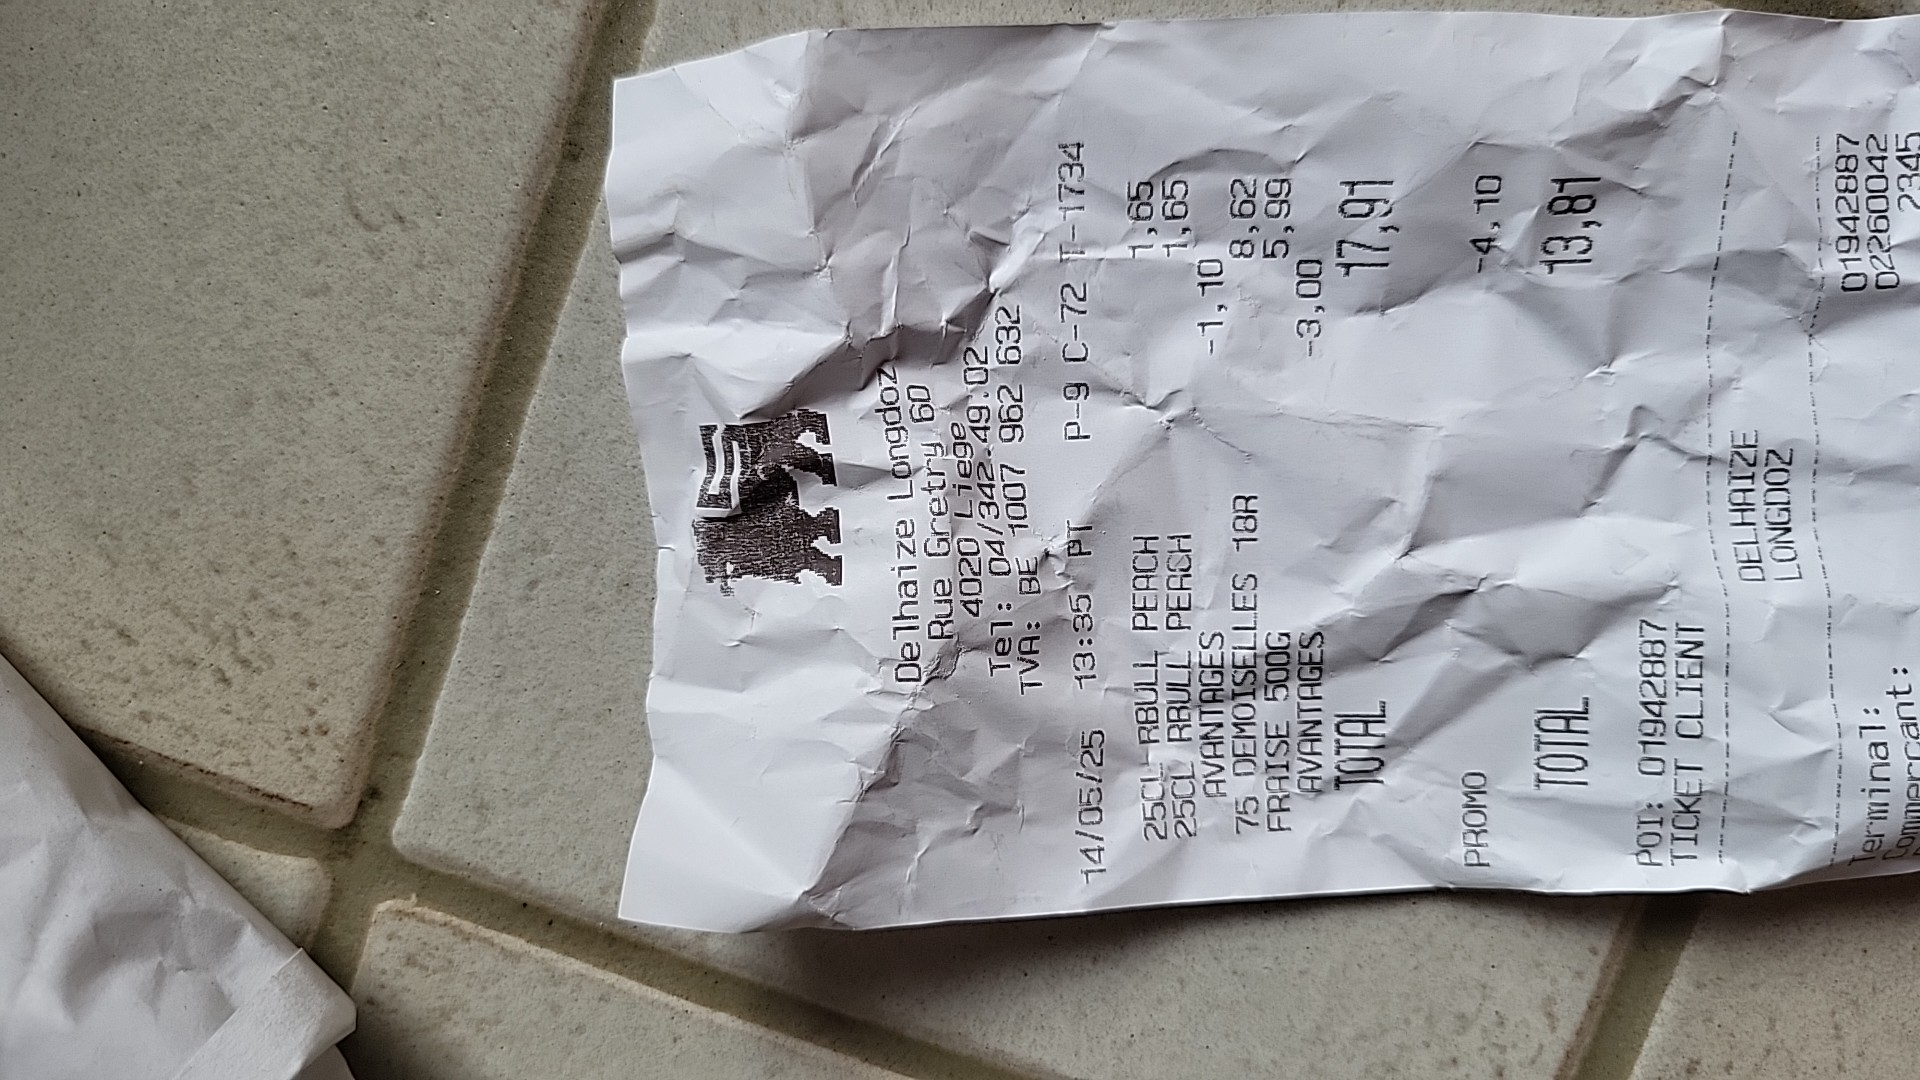 Delhaize Longdoz
Rue Gretry 60
4020 Liege
Tel: 04/342.49.02
TVA: BE 1007 962 632
14/05/25 13:35 PT P-9 C-72 T-1734
25CL RBULL PEACH 1,65
25CL RBULL PEACH 1,65
AVANTAGES -1,10
75 DEMOISELLES 18R 8,62
FRAISE 500G 5,99
AVANTAGES -3,00
TOTAL 17,91
PROMO -4,10
TOTAL 13,81
POI: 01942887
TICKET CLIENT
DELHAIZE
LONGDOZ
Terminal: 01942887
Commercant: 02260042
2345